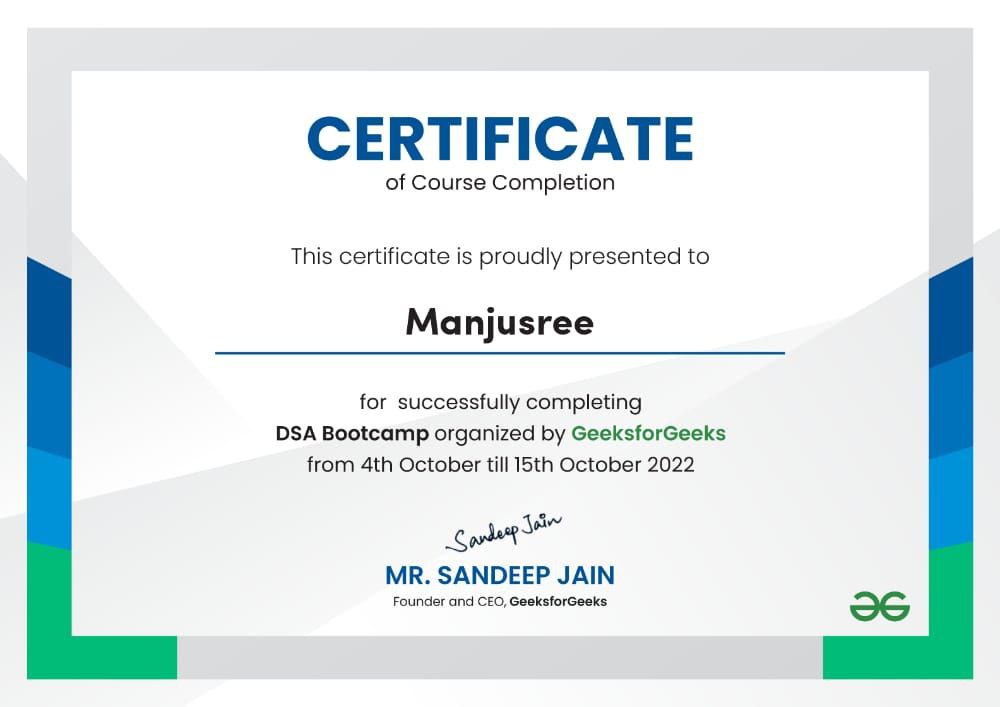 CERTIFICATE
of Course Completion
This certificate is proudly presented to
Manjusree
for successfully completing
DSA Bootcamp organized by GeeksforGeeks
from 4th October till 15th October 2022
Sandeep Jain
MR. SANDEEP JAIN
Founder and CEO, GeeksforGeeks